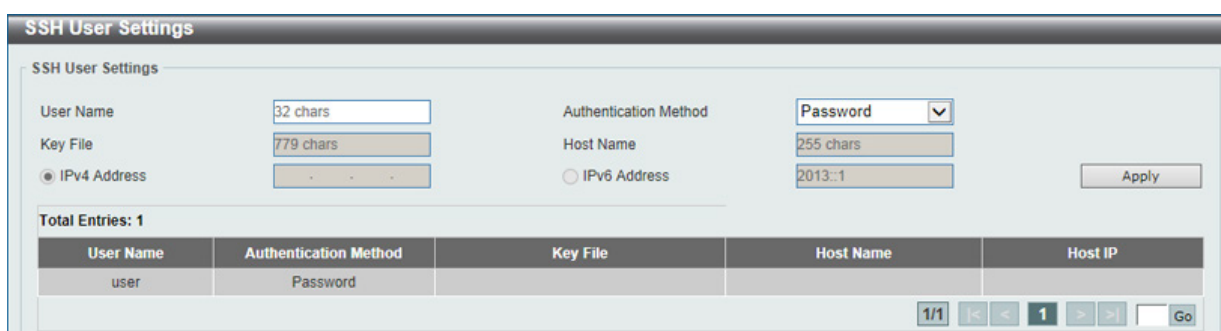 SSH User Settings
SSH User Settings
User Name 32 chars Authentication Method Password
Key File 779 chars Host Name 255 chars
IPv4 Address . . . IPv6 Address 2013::1 Apply
Total Entries: 1
User Name Authentication Method Key File Host Name Host IP
user Password
1/1 |< < 1 > >| Go